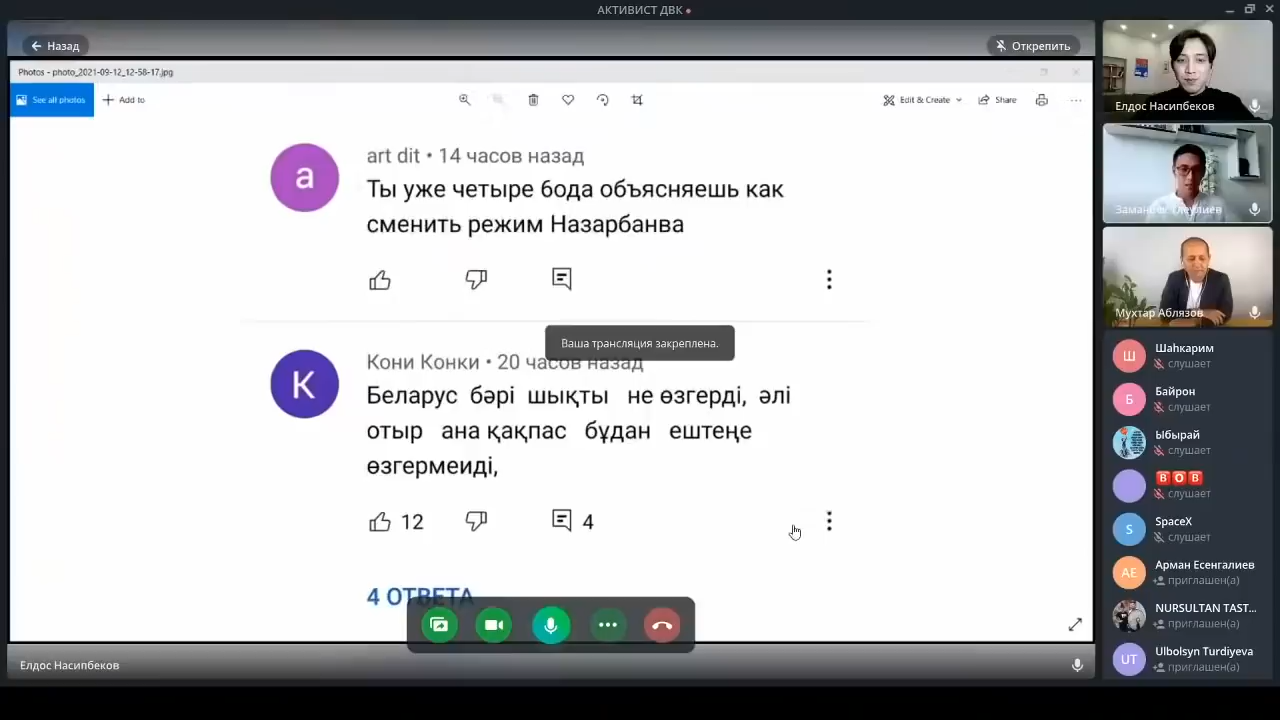 АКТИВИСТ ДВК
Назад
Открепить
Photos - photo_2021-09-12_12-58-17.jpg
See all photos
Add to
Edit & Create
Share
a
art dit • 14 часов назад
Ты уже четыре 6ода объясняешь как
сменить режим Назарбанва
Ваша трансляция закреплена.
К
Кони Конки • 20 часов назад
Беларус бәрі шықты не өзгерді, әлі
отыр ана қақпас бұдан ештеңе
өзгермеиді,
12
4
4 ОТВЕТА
Елдос Насипбеков
Елдос Насипбеков
Мухтар Аблязов
Ш
Шаһкарим
слушает
Б
Байрон
слушает
Ыбырай
слушает
B O B
слушает
S
SpaceX
слушает
АЕ
Арман Есенгалиев
приглашен(а)
NURSULTAN TAST...
приглашен(а)
UT
Ulbolsyn Turdiyeva
приглашен(а)